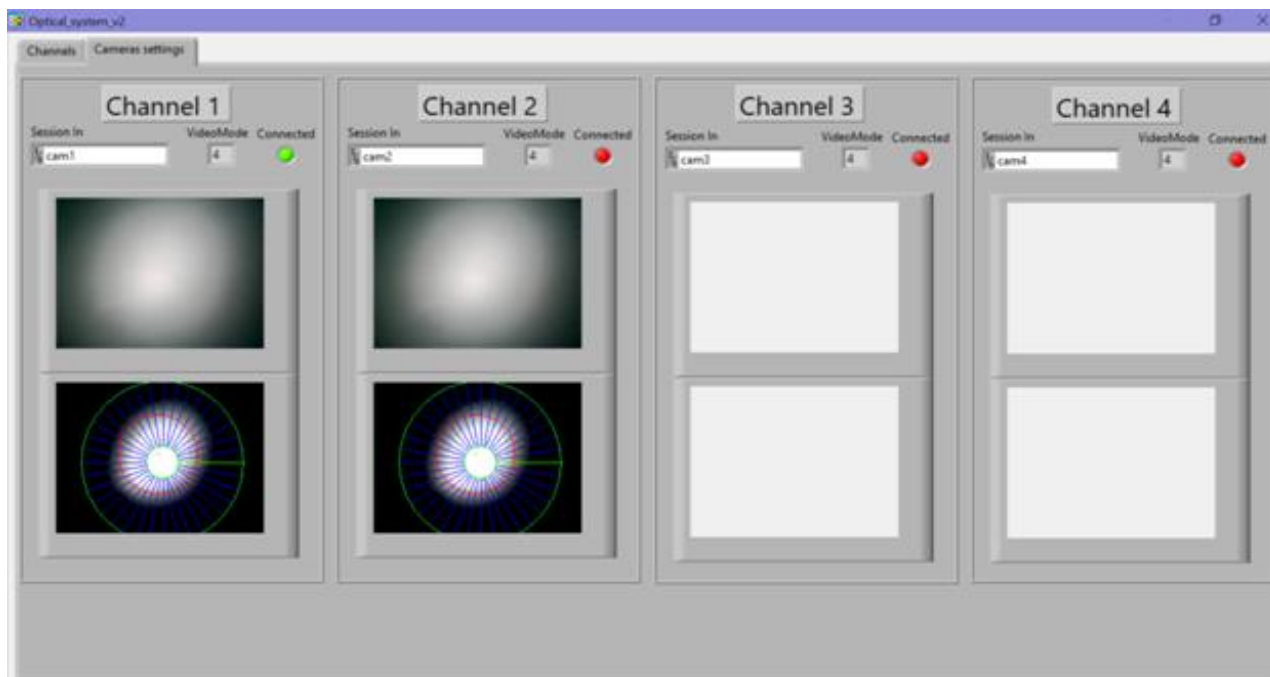 Optical_system_v2
Channels Cameras settings
Channel 1
Session In VideoMode Connected
cam1 4
Channel 2
Session In VideoMode Connected
cam2 4
Channel 3
Session In VideoMode Connected
cam3 4
Channel 4
Session In VideoMode Connected
cam4 4